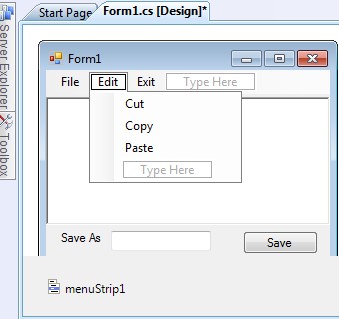 Start Page Form1.cs [Design]*
Server Explorer
Toolbox
Form1
File Edit Exit Type Here
Cut
Copy
Paste
Type Here
Save As Save
menuStrip1